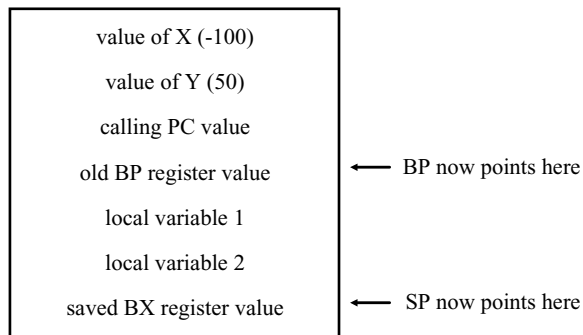 value of X (-100)
value of Y (50)
calling PC value
old BP register value
BP now points here
local variable 1
local variable 2
saved BX register value
SP now points here